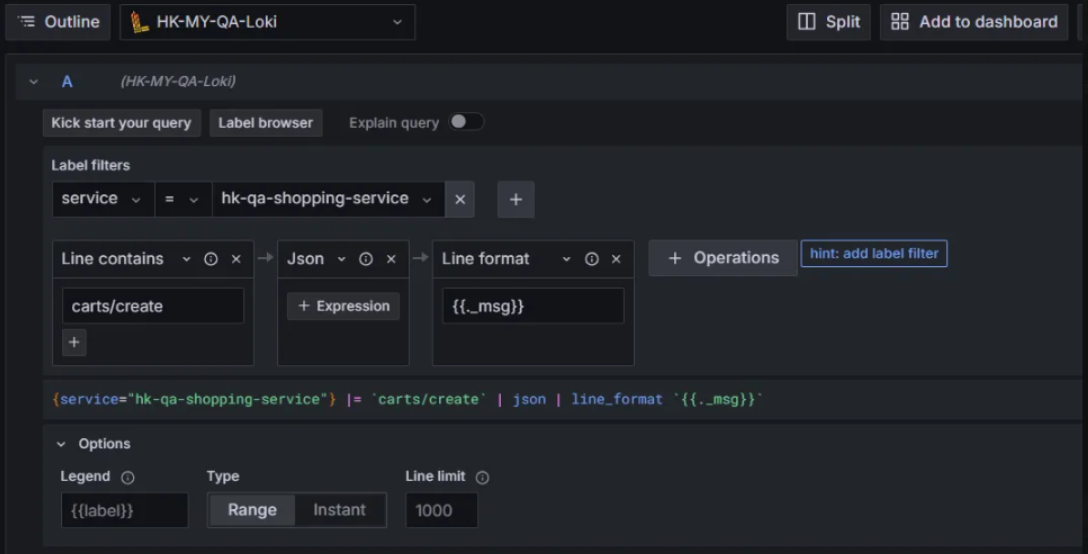 Outline HK-MY-QA-Loki Split Add to dashboard
A (HK-MY-QA-Loki)
Kick start your query Label browser Explain query
Label filters
service = hk-qa-shopping-service
Line contains Json Line format + Operations hint: add label filter
carts/create + Expression {{._msg}}
+
{service="hk-qa-shopping-service"} |= `carts/create` | json | line_format `{{._msg}}`
Options
Legend Type Line limit
{{label}} Range Instant 1000